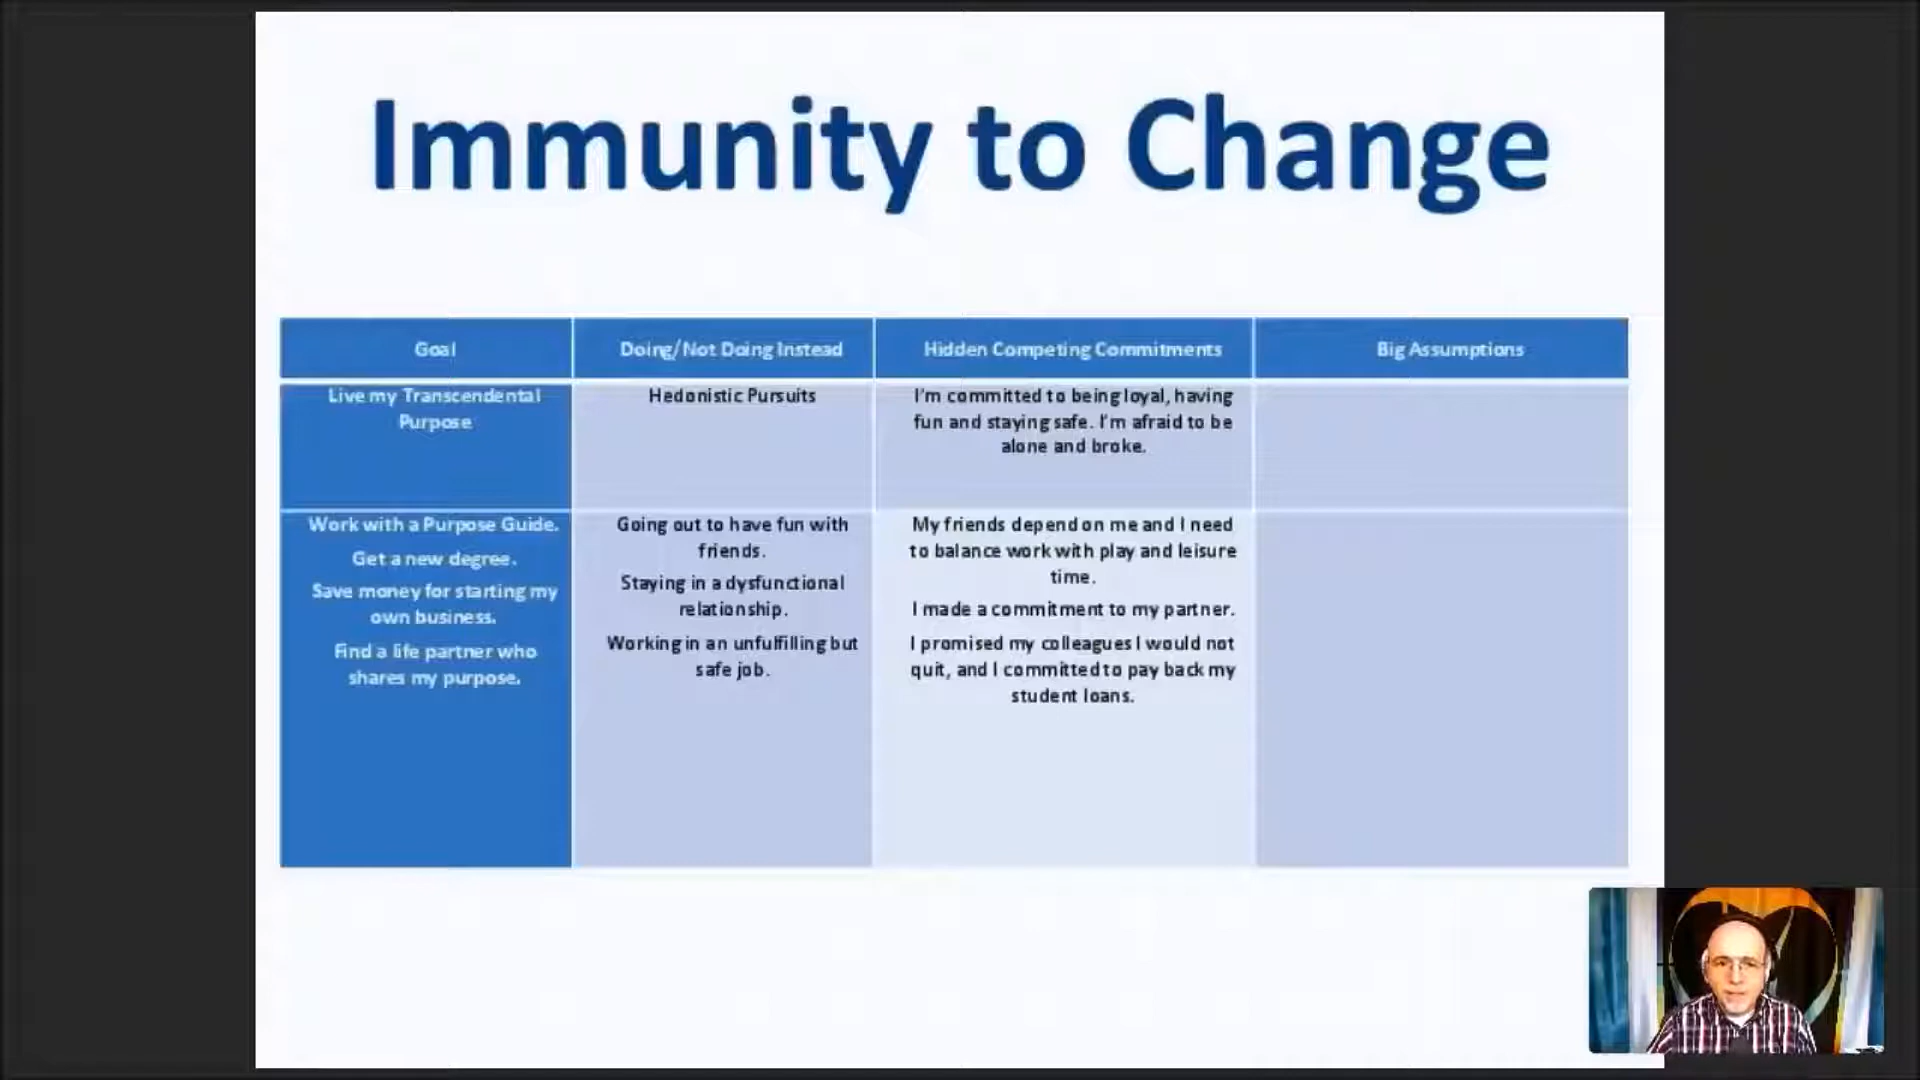 Immunity to Change
Goal
Doing/Not Doing Instead
Hidden Competing Commitments
Big Assumptions
Live my Transcendental
Purpose
Hedonistic Pursuits
I'm committed to being loyal, having
fun and staying safe. I'm afraid to be
alone and broke.
Work with a Purpose Guide.
Get a new degree.
Save money for starting my
own business.
Find a life partner who
shares my purpose.
Going out to have fun with
friends.
Staying in a dysfunctional
relationship.
Working in an unfulfilling but
safe job.
My friends depend on me and I need
to balance work with play and leisure
time.
I made a commitment to my partner.
I promised my colleagues I would not
quit, and I committed to pay back my
student loans.